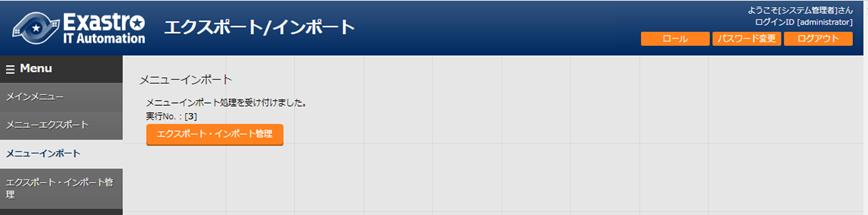 Exastro
IT Automation
エクスポート/インポート
ようこそ[システム管理者]さん
ログインID [administrator]
ロール
パスワード変更
ログアウト
Menu
メインメニュー
メニューエクスポート
メニューインポート
エクスポート・インポート管
理
メニューインポート
メニューインポート処理を受け付けました。
実行No.：[3]
エクスポート・インポート管理